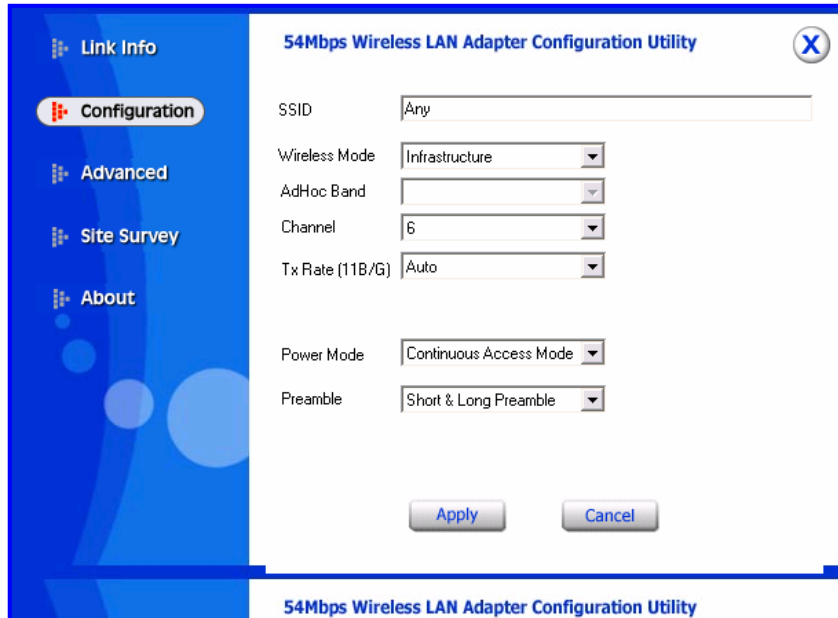 Link Info
Configuration
Advanced
Site Survey
About
54Mbps Wireless LAN Adapter Configuration Utility
X
SSID Any
Wireless Mode Infrastructure
AdHoc Band
Channel 6
Tx Rate (11B/G) Auto
Power Mode Continuous Access Mode
Preamble Short & Long Preamble
Apply Cancel
54Mbps Wireless LAN Adapter Configuration Utility